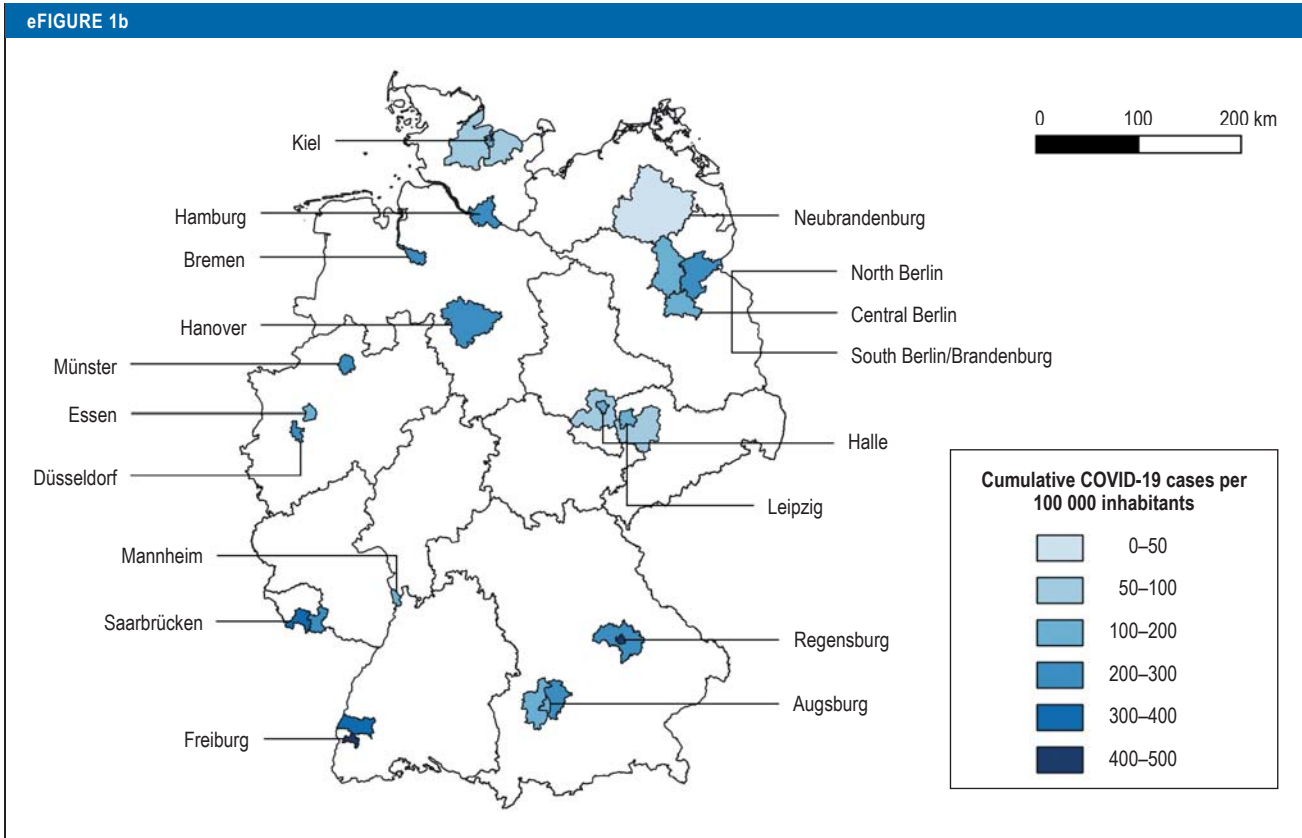 eFIGURE 1b
0 100 200 km
Kiel
Hamburg
Bremen
Hanover
Münster
Essen
Düsseldorf
Mannheim
Saarbrücken
Freiburg
Neubrandenburg
North Berlin
Central Berlin
South Berlin/Brandenburg
Halle
Leipzig
Regensburg
Augsburg
Cumulative COVID-19 cases per
100 000 inhabitants
0–50
50–100
100–200
200–300
300–400
400–500